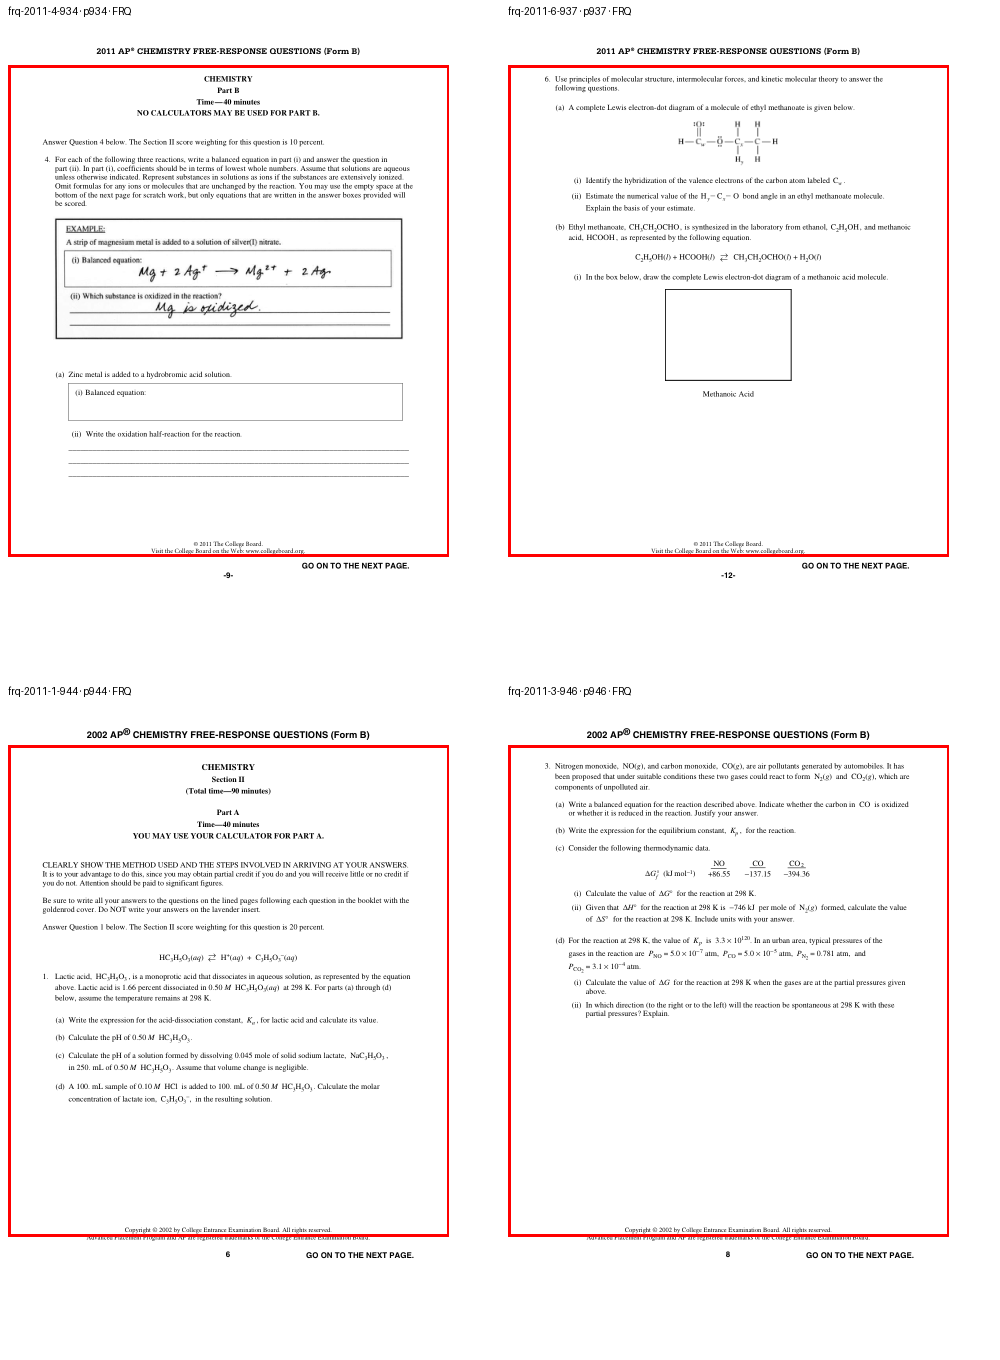 frq-2011-4-934 · p934 · FRQ
2011 AP® CHEMISTRY FREE-RESPONSE QUESTIONS (Form B)
CHEMISTRY
Part B
Time—40 minutes
NO CALCULATORS MAY BE USED FOR PART B.
Answer Question 4 below. The Section II score weighting for this question is 10 percent.
4. For each of the following three reactions, write a balanced equation in part (i) and answer the question in
part (ii). In part (i), coefficients should be in terms of lowest whole numbers. Assume that solutions are aqueous
unless otherwise indicated. Represent substances in solutions as ions if the substances are extensively ionized.
Omit formulas for any ions or molecules that are unchanged by the reaction. You may use the empty space at the
bottom of the next page for scratch work, but only equations that are written in the answer boxes provided will
be scored.
EXAMPLE:
A strip of magnesium metal is added to a solution of silver(I) nitrate.
(i) Balanced equation:
Mg + 2 Ag⁺ ⟶ Mg²⁺ + 2 Ag
(ii) Which substance is oxidized in the reaction?
Mg is oxidized.
(a) Zinc metal is added to a hydrobromic acid solution.
(i) Balanced equation:
(ii) Write the oxidation half-reaction for the reaction.
© 2011 The College Board.
Visit the College Board on the Web: www.collegeboard.org.
GO ON TO THE NEXT PAGE.
-9-
frq-2011-6-937 · p937 · FRQ
2011 AP® CHEMISTRY FREE-RESPONSE QUESTIONS (Form B)
6. Use principles of molecular structure, intermolecular forces, and kinetic molecular theory to answer the
following questions.
(a) A complete Lewis electron-dot diagram of a molecule of ethyl methanoate is given below.
:O: H H
H—C_w—O—C_x—C—H
H_y H
(i) Identify the hybridization of the valence electrons of the carbon atom labeled C_w.
(ii) Estimate the numerical value of the H_y−C_x−O bond angle in an ethyl methanoate molecule.
Explain the basis of your estimate.
(b) Ethyl methanoate, CH₃CH₂OCHO, is synthesized in the laboratory from ethanol, C₂H₅OH, and methanoic
acid, HCOOH, as represented by the following equation.
C₂H₅OH(l) + HCOOH(l) ⇄ CH₃CH₂OCHO(l) + H₂O(l)
(i) In the box below, draw the complete Lewis electron-dot diagram of a methanoic acid molecule.
Methanoic Acid
© 2011 The College Board.
Visit the College Board on the Web: www.collegeboard.org.
GO ON TO THE NEXT PAGE.
-12-
frq-2011-1-944 · p944 · FRQ
2002 AP® CHEMISTRY FREE-RESPONSE QUESTIONS (Form B)
CHEMISTRY
Section II
(Total time—90 minutes)
Part A
Time—40 minutes
YOU MAY USE YOUR CALCULATOR FOR PART A.
CLEARLY SHOW THE METHOD USED AND THE STEPS INVOLVED IN ARRIVING AT YOUR ANSWERS.
It is to your advantage to do this, since you may obtain partial credit if you do and you will receive little or no credit if
you do not. Attention should be paid to significant figures.
Be sure to write all your answers to the questions on the lined pages following each question in the booklet with the
goldenrod cover. Do NOT write your answers on the lavender insert.
Answer Question 1 below. The Section II score weighting for this question is 20 percent.
HC₃H₅O₃(aq) ⇄ H⁺(aq) + C₃H₅O₃⁻(aq)
1. Lactic acid, HC₃H₅O₃, is a monoprotic acid that dissociates in aqueous solution, as represented by the equation
above. Lactic acid is 1.66 percent dissociated in 0.50 M HC₃H₅O₃(aq) at 298 K. For parts (a) through (d)
below, assume the temperature remains at 298 K.
(a) Write the expression for the acid-dissociation constant, Kₐ, for lactic acid and calculate its value.
(b) Calculate the pH of 0.50 M HC₃H₅O₃.
(c) Calculate the pH of a solution formed by dissolving 0.045 mole of solid sodium lactate, NaC₃H₅O₃,
in 250. mL of 0.50 M HC₃H₅O₃. Assume that volume change is negligible.
(d) A 100. mL sample of 0.10 M HCl is added to 100. mL of 0.50 M HC₃H₅O₃. Calculate the molar
concentration of lactate ion, C₃H₅O₃⁻, in the resulting solution.
Copyright © 2002 by College Entrance Examination Board. All rights reserved.
Advanced Placement Program and AP are registered trademarks of the College Entrance Examination Board.
6 GO ON TO THE NEXT PAGE.
frq-2011-3-946 · p946 · FRQ
2002 AP® CHEMISTRY FREE-RESPONSE QUESTIONS (Form B)
3. Nitrogen monoxide, NO(g), and carbon monoxide, CO(g), are air pollutants generated by automobiles. It has
been proposed that under suitable conditions these two gases could react to form N₂(g) and CO₂(g), which are
components of unpolluted air.
(a) Write a balanced equation for the reaction described above. Indicate whether the carbon in CO is oxidized
or whether it is reduced in the reaction. Justify your answer.
(b) Write the expression for the equilibrium constant, Kₚ, for the reaction.
(c) Consider the following thermodynamic data.
NO CO CO₂
ΔG_f° (kJ mol⁻¹) +86.55 −137.15 −394.36
(i) Calculate the value of ΔG° for the reaction at 298 K.
(ii) Given that ΔH° for the reaction at 298 K is −746 kJ per mole of N₂(g) formed, calculate the value
of ΔS° for the reaction at 298 K. Include units with your answer.
(d) For the reaction at 298 K, the value of Kₚ is 3.3 × 10¹²⁰. In an urban area, typical pressures of the
gases in the reaction are P_NO = 5.0 × 10⁻⁷ atm, P_CO = 5.0 × 10⁻⁵ atm, P_N₂ = 0.781 atm, and
P_CO₂ = 3.1 × 10⁻⁴ atm.
(i) Calculate the value of ΔG for the reaction at 298 K when the gases are at the partial pressures given
above.
(ii) In which direction (to the right or to the left) will the reaction be spontaneous at 298 K with these
partial pressures? Explain.
Copyright © 2002 by College Entrance Examination Board. All rights reserved.
Advanced Placement Program and AP are registered trademarks of the College Entrance Examination Board.
8 GO ON TO THE NEXT PAGE.